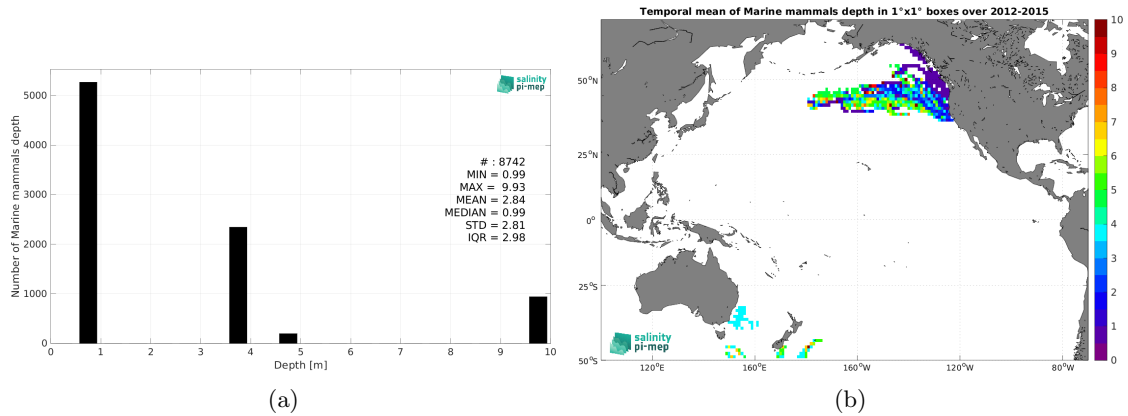 Number of Marine mammals depth
5000
4000
3000
2000
1000
0
salinity
pi-mep
# : 8742
MIN = 0.99
MAX = 9.93
MEAN = 2.84
MEDIAN = 0.99
STD = 2.81
IQR = 2.98
0 1 2 3 4 5 6 7 8 9 10
Depth [m]
(a)
Temporal mean of Marine mammals depth in 1°x1° boxes over 2012-2015
50°N
25°N
0°
25°S
50°S
salinity
pi-mep
120°E 160°E 160°W 120°W 80°W
10
9
8
7
6
5
4
3
2
1
0
(b)